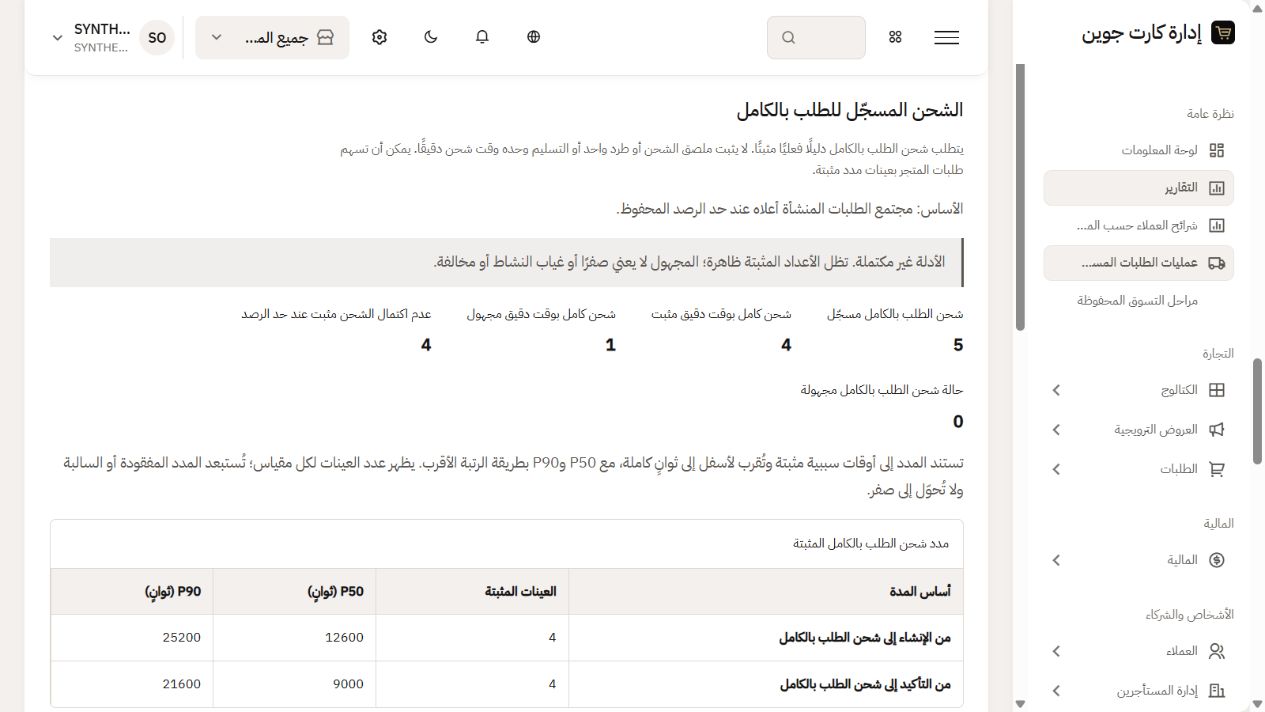 إدارة كارت جوين
نظرة عامة
لوحة المعلومات
التقارير
شرائح العملاء حسب المـ...
عمليات الطلبات المسـ...
مراحل التسوق المحفوظة
التجارة
الكتالوج
العروض الترويجية
الطلبات
المالية
المالية
الأشخاص والشركاء
العملاء
إدارة المستأجرين
جميع المـ...
SO
SYNTH...
SYNTHE...
الشحن المسجّل للطلب بالكامل
يتطلب شحن الطلب بالكامل دليلًا فعليًا مثبتًا. لا يثبت ملصق الشحن أو طرد واحد أو التسليم وحده وقت شحن دقيقًا. يمكن أن تسهم
طلبات المتجر بعينات مدد مثبتة.
الأساس: مجتمع الطلبات المنشأة أعلاه عند حد الرصد المحفوظ.
الأدلة غير مكتملة. تظل الأعداد المثبتة ظاهرة؛ المجهول لا يعني صفرًا أو غياب النشاط أو مخالفة.
شحن الطلب بالكامل مسجّل
5
شحن كامل بوقت دقيق مثبت
4
شحن كامل بوقت دقيق مجهول
1
عدم اكتمال الشحن مثبت عند حد الرصد
4
حالة شحن الطلب بالكامل مجهولة
0
تستند المدد إلى أوقات سببية مثبتة وتُقرب لأسفل إلى ثوانٍ كاملة، مع P50 وP90 بطريقة الرتبة الأقرب. يظهر عدد العينات لكل مقياس؛ تُستبعد المدد المفقودة أو السالبة
ولا تُحوّل إلى صفر.
مدد شحن الطلب بالكامل المثبتة
أساس المدة العينات المثبتة P50 (ثوانٍ) P90 (ثوانٍ)
من الإنشاء إلى شحن الطلب بالكامل 4 12600 25200
من التأكيد إلى شحن الطلب بالكامل 4 9000 21600